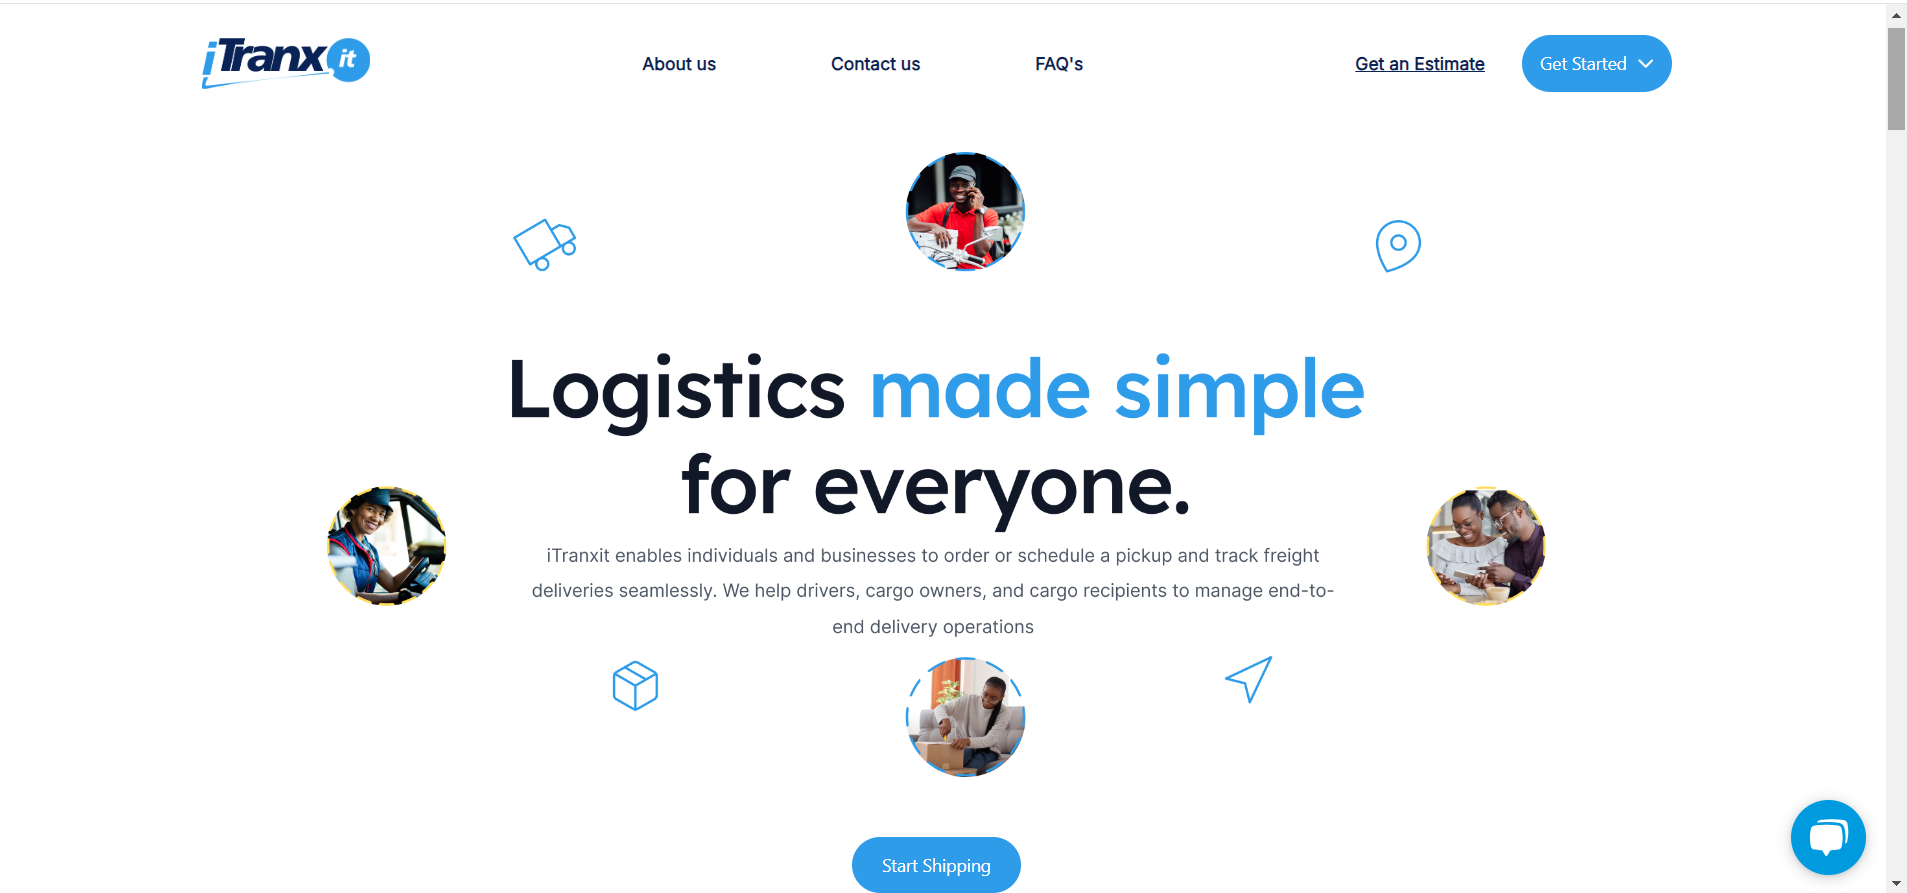 iTranx it
About us
Contact us
FAQ's
Get an Estimate
Get Started
Logistics made simple
for everyone.
iTranxit enables individuals and businesses to order or schedule a pickup and track freight
deliveries seamlessly. We help drivers, cargo owners, and cargo recipients to manage end-to-
end delivery operations
Start Shipping